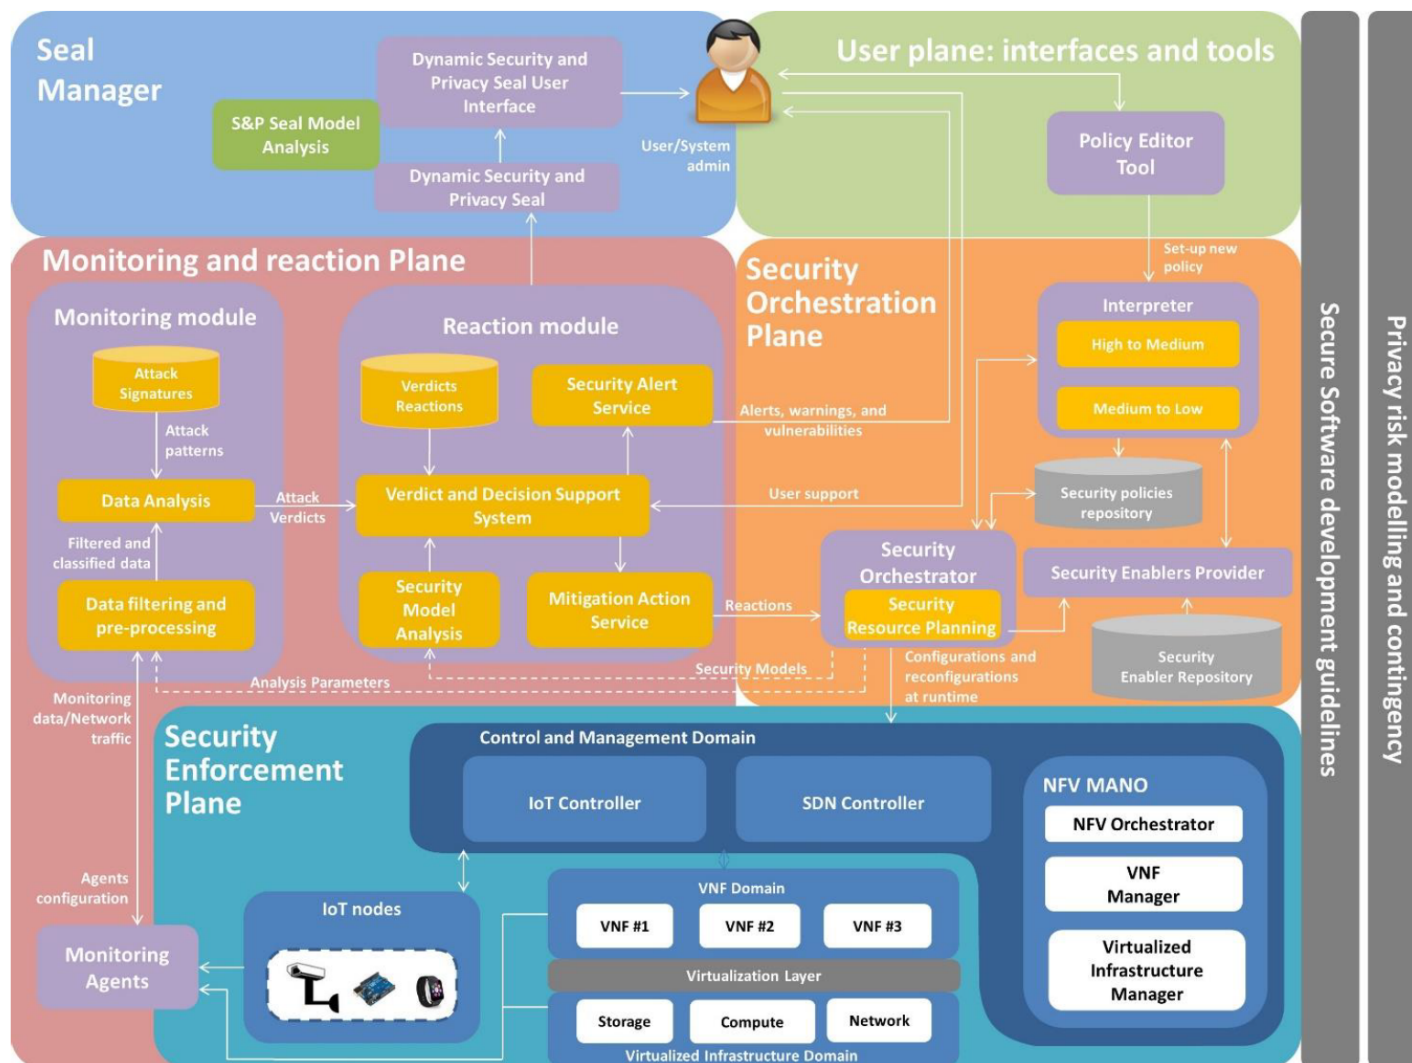 Seal
Manager
Dynamic Security and
Privacy Seal User
Interface
S&P Seal Model
Analysis
Dynamic Security and
Privacy Seal
User/System
admin
User plane: interfaces and tools
Policy Editor
Tool
Set-up new
policy
Monitoring and reaction Plane
Monitoring module
Attack
Signatures
Attack
patterns
Data Analysis
Filtered and
classified data
Data filtering and
pre-processing
Attack
Verdicts
Reaction module
Verdicts
Reactions
Security Alert
Service
Verdict and Decision Support
System
Security
Model
Analysis
Mitigation Action
Service
Alerts, warnings, and
vulnerabilities
User support
Reactions
Security Models
Analysis Parameters
Monitoring
data/Network
traffic
Agents
configuration
Monitoring
Agents
Security
Orchestration
Plane
Interpreter
High to Medium
Medium to Low
Security policies
repository
Security
Orchestrator
Security
Resource Planning
Security Enablers Provider
Security
Enabler Repository
Configurations and
reconfigurations
at runtime
Security
Enforcement
Plane
Control and Management Domain
IoT Controller
SDN Controller
NFV MANO
NFV Orchestrator
VNF
Manager
Virtualized
Infrastructure
Manager
IoT nodes
VNF Domain
VNF #1
VNF #2
VNF #3
Virtualization Layer
Storage
Compute
Network
Virtualized Infrastructure Domain
Secure Software development guidelines
Privacy risk modelling and contingency